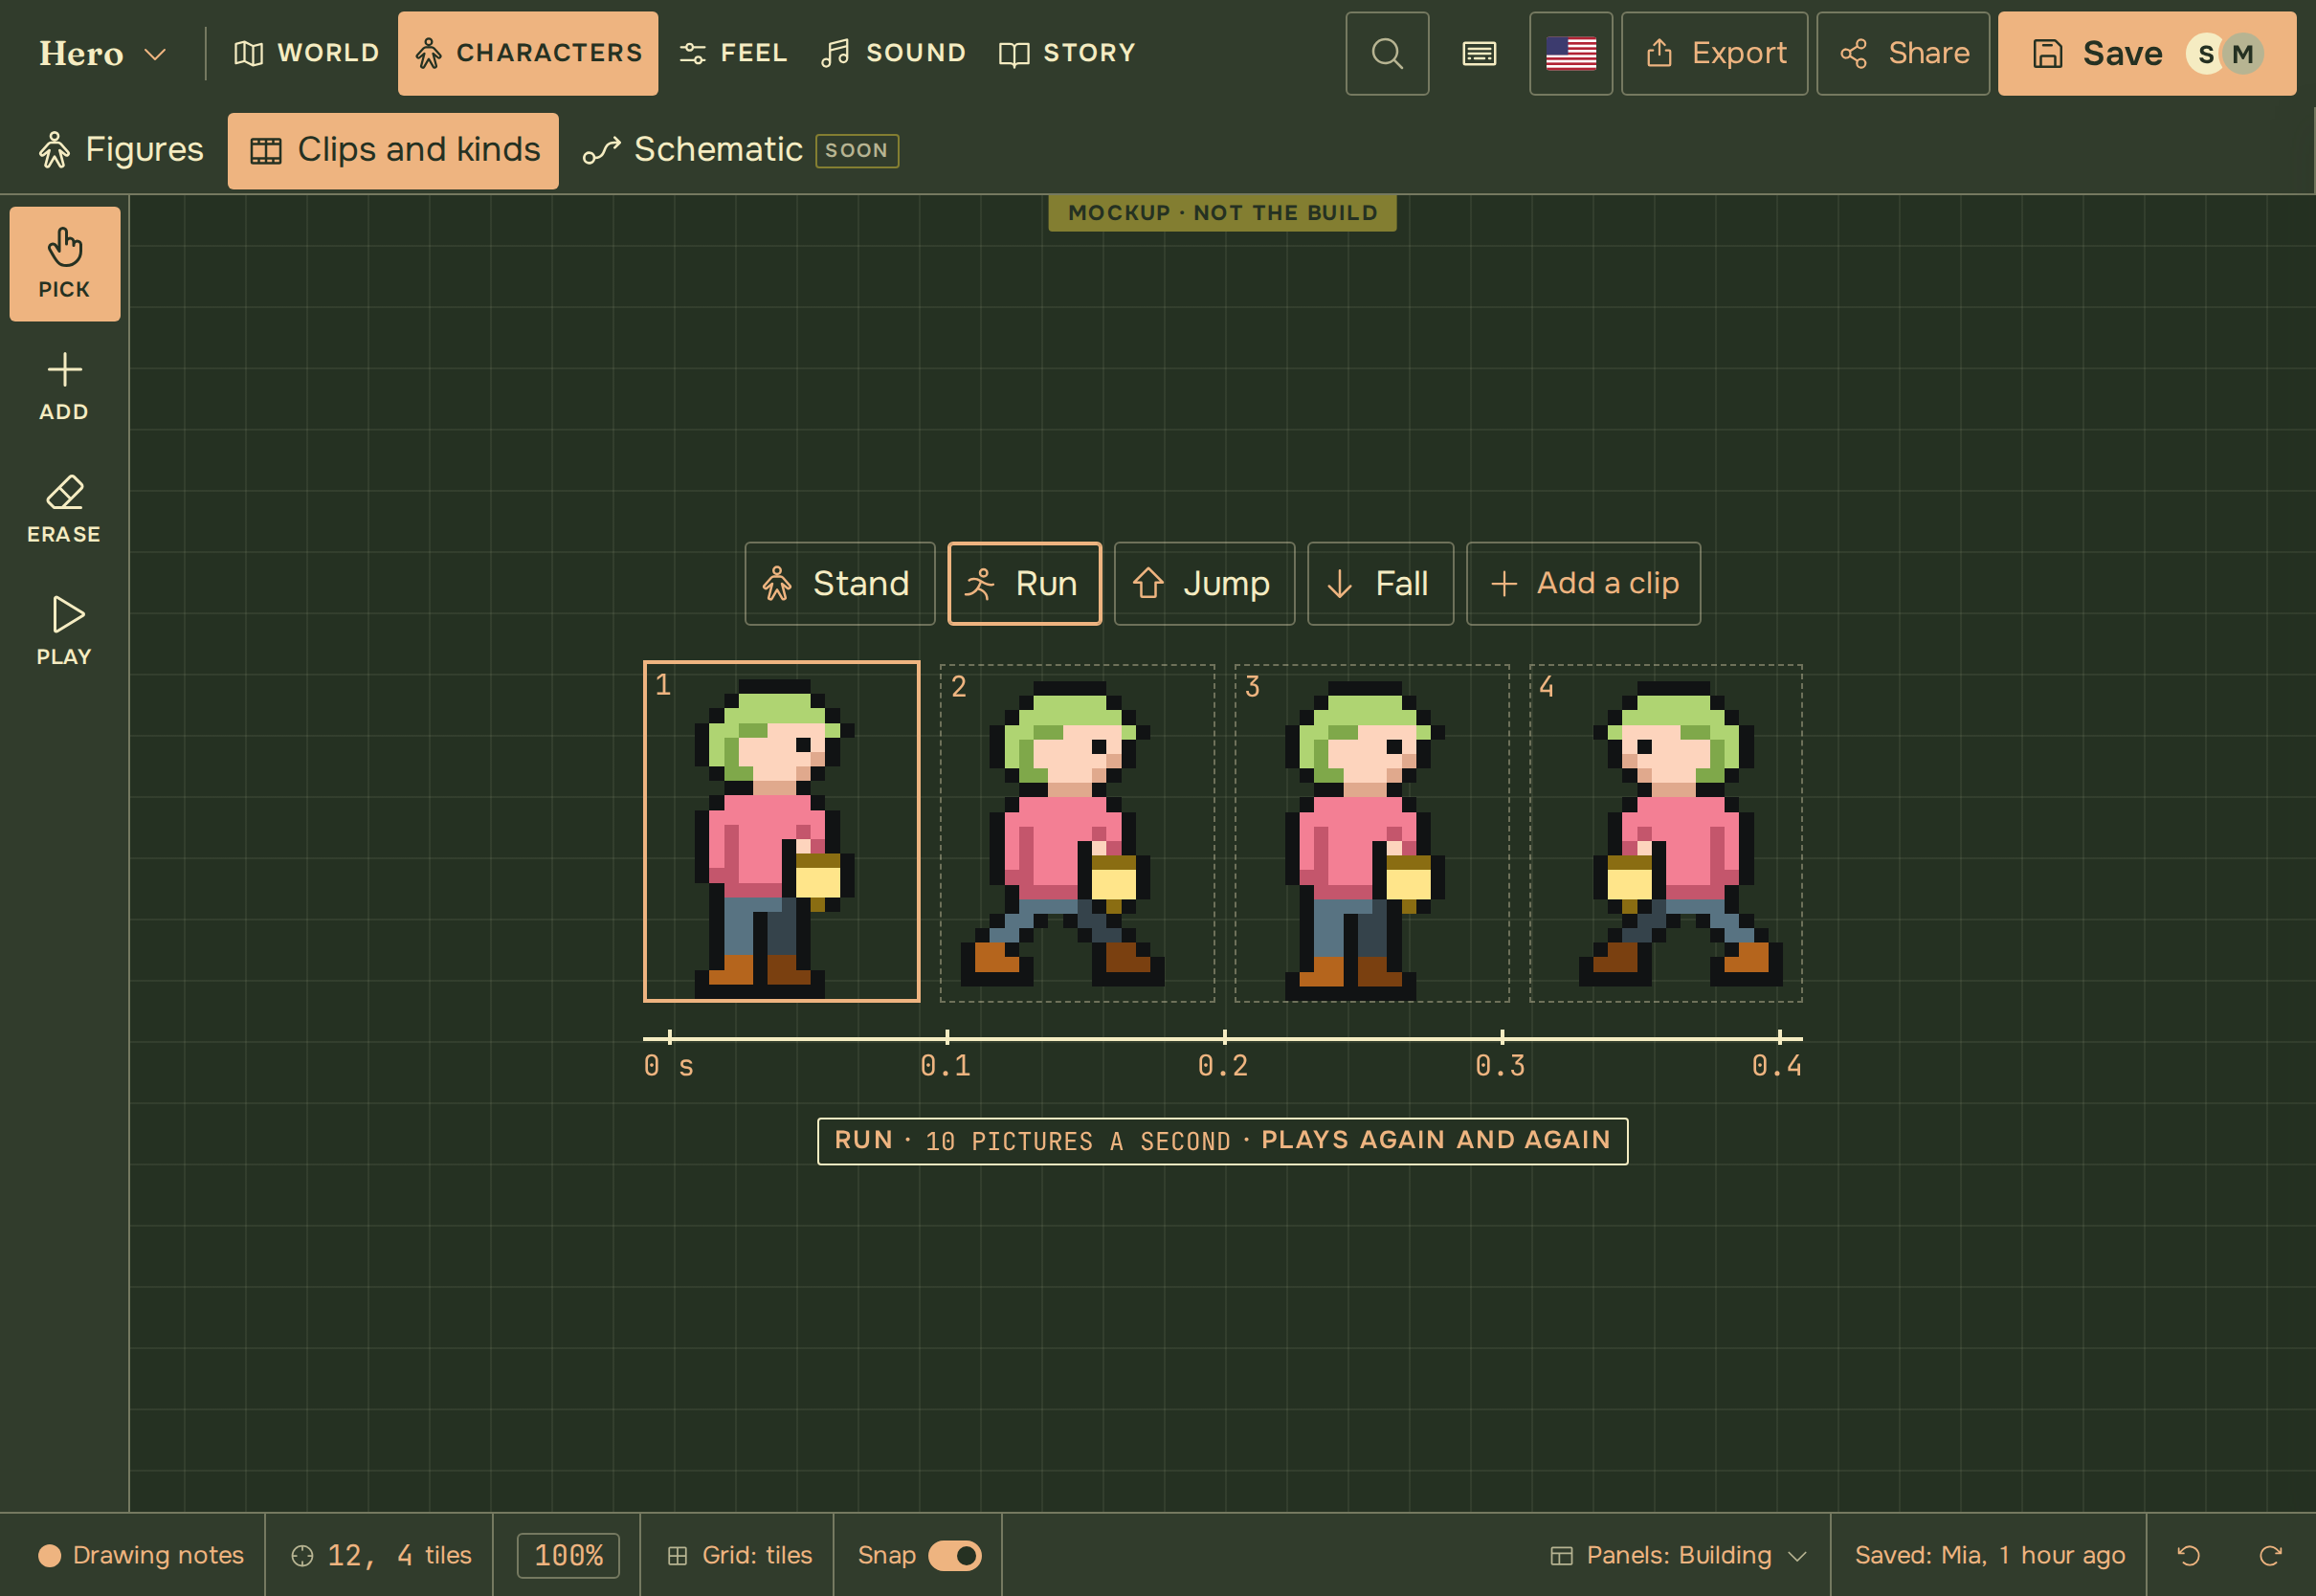 Hero WORLD CHARACTERS FEEL SOUND STORY Export Share Save S M
Figures Clips and kinds Schematic SOON
MOCKUP · NOT THE BUILD
PICK
ADD
ERASE
PLAY
Stand Run Jump Fall Add a clip
1 2 3 4
0 s 0.1 0.2 0.3 0.4
RUN · 10 PICTURES A SECOND · PLAYS AGAIN AND AGAIN
Drawing notes 12, 4 tiles 100% Grid: tiles Snap Panels: Building Saved: Mia, 1 hour ago